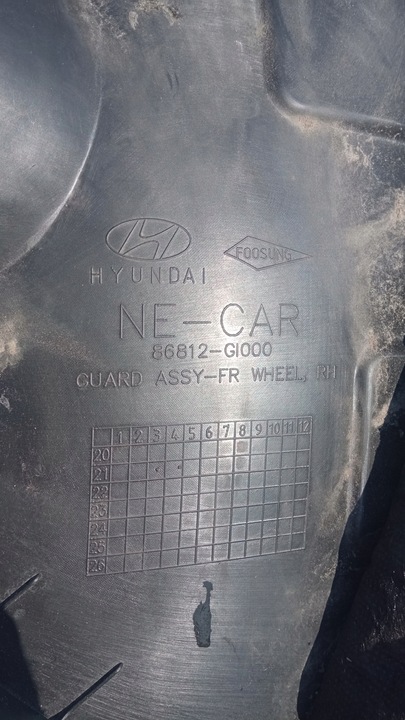 HYUNDAI
FOOSUNG
NE-CAR
86812-GI000
GUARD ASSY-FR WHEEL, RH
1 2 3 4 5 6 7 8 9 10 11 12
20
21
22
23
24
25
26